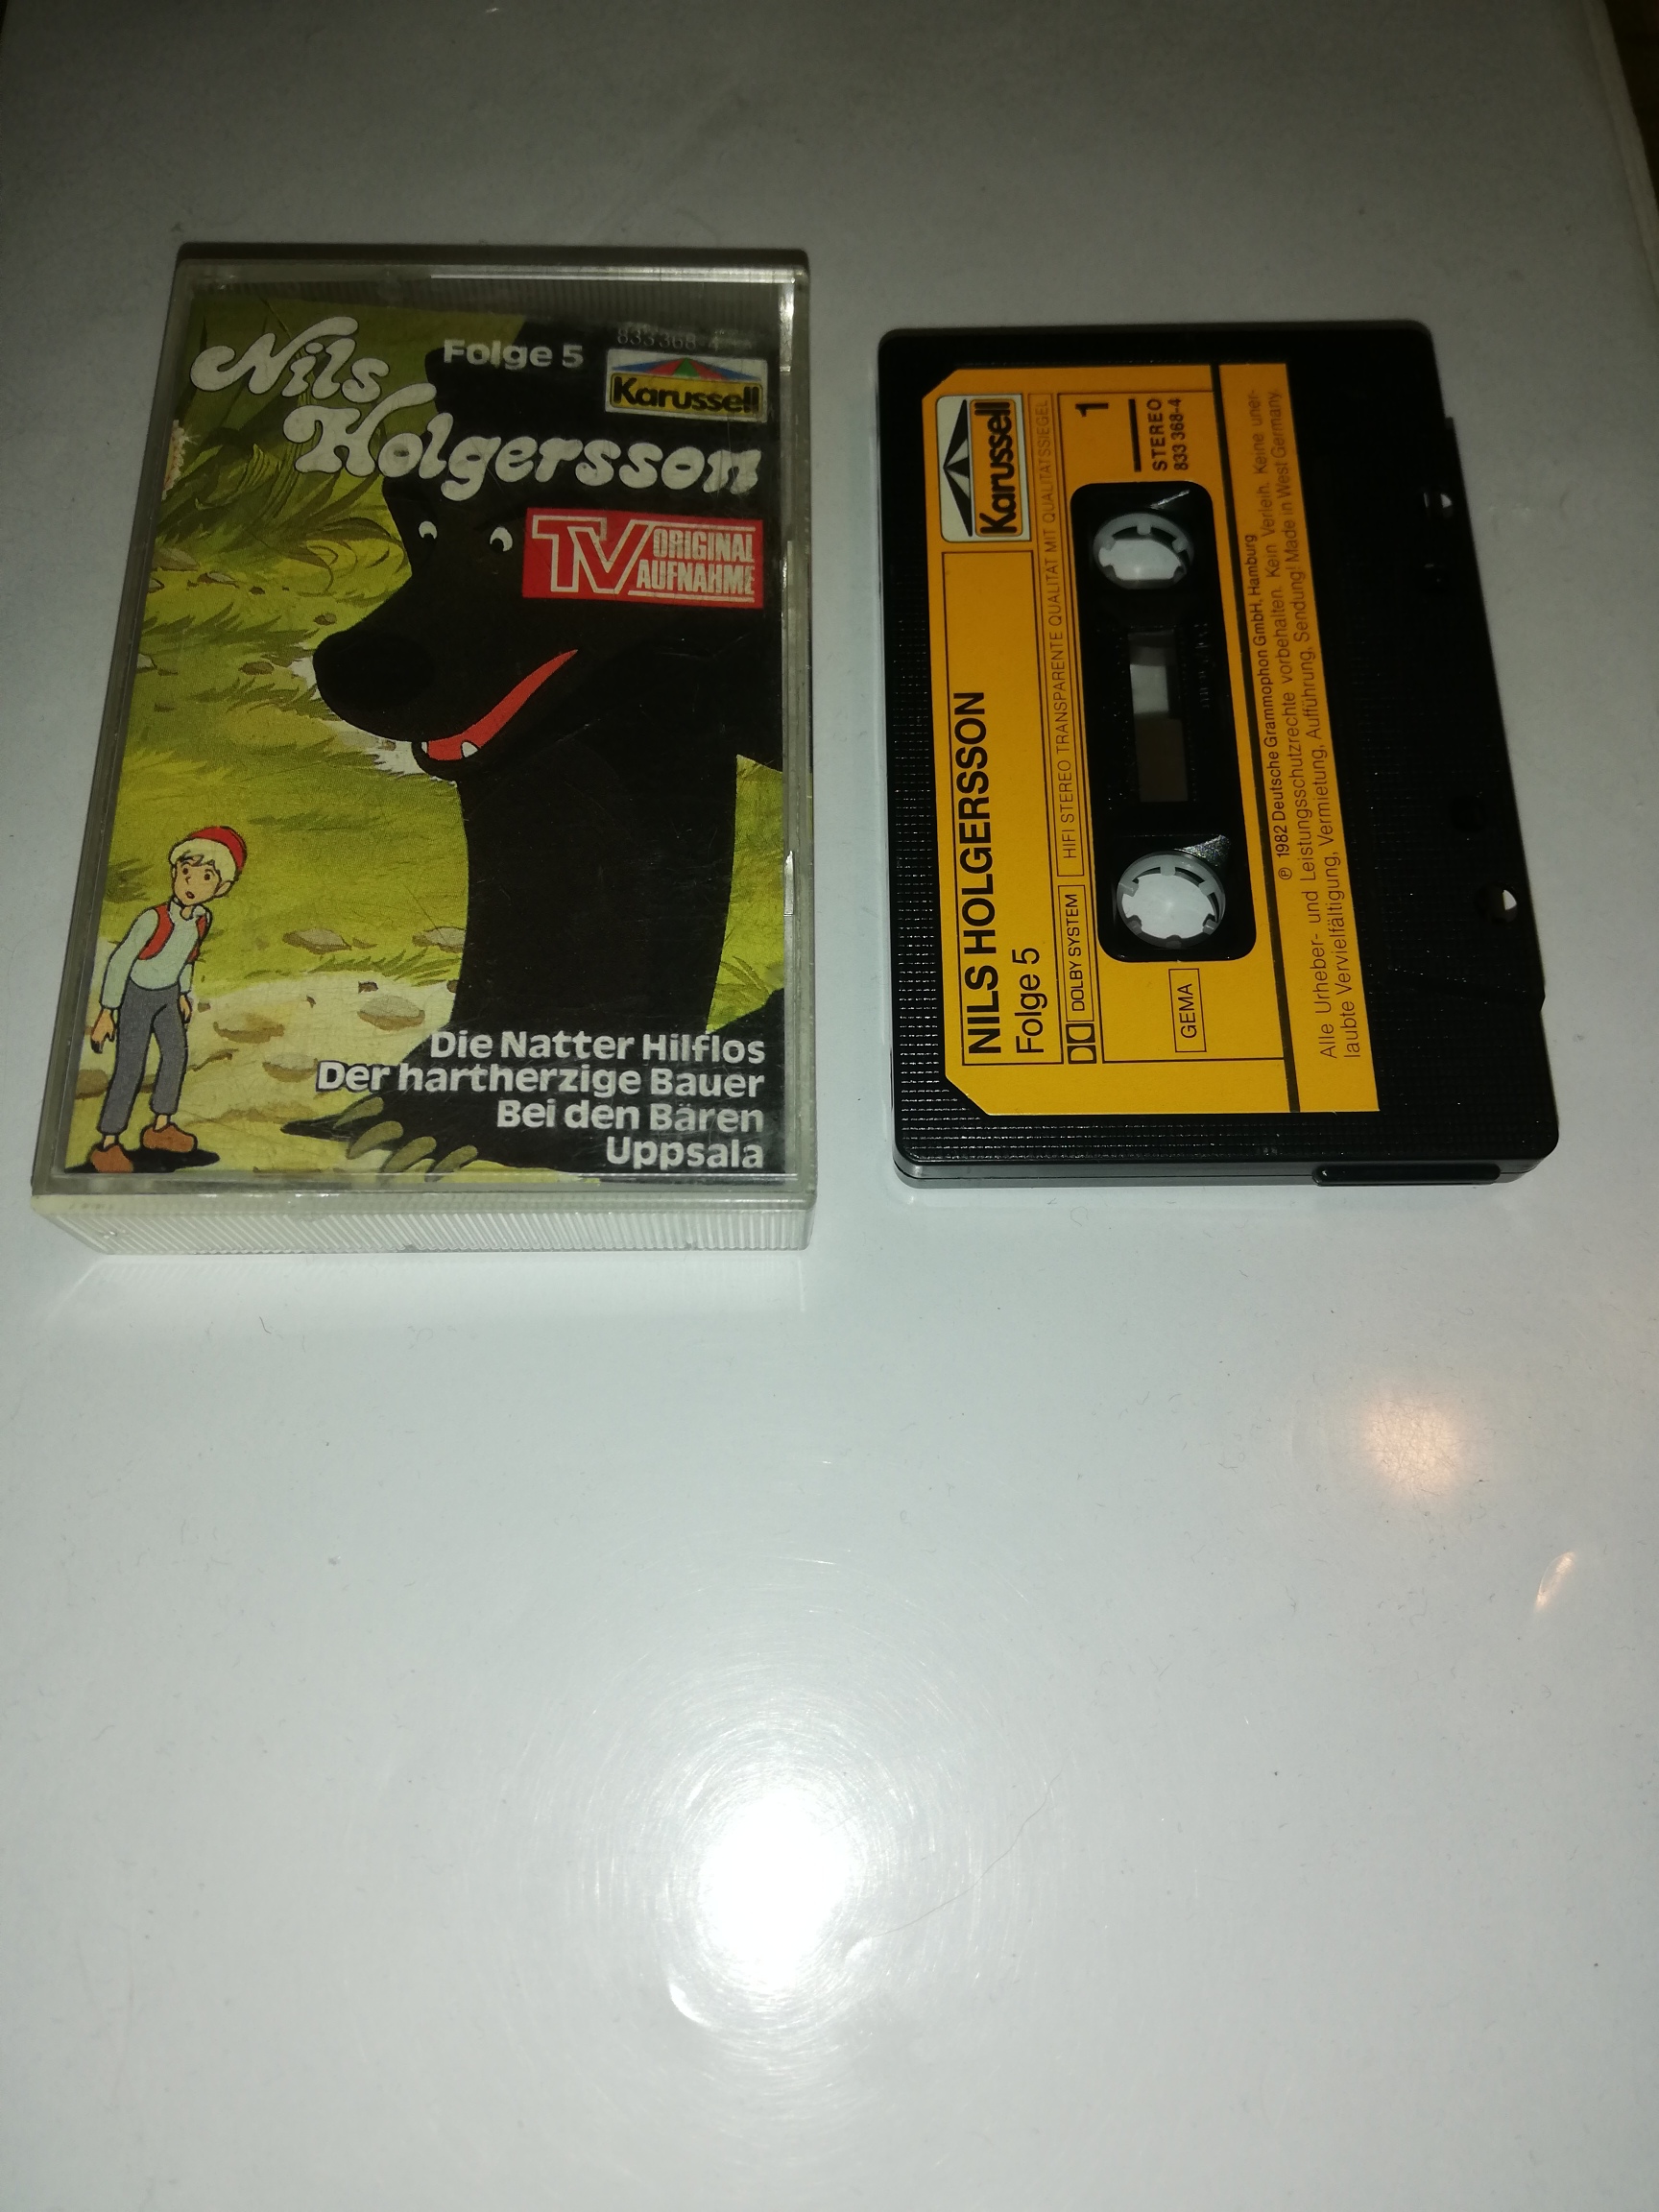 Nils
Holgersson
Folge 5
833 368-4
Karussell
TV ORIGINAL
AUFNAHME
Die Natter Hilflos
Der hartherzige Bauer
Bei den Bären
Uppsala
Karussell
NILS HOLGERSSON
Folge 5
DOLBY SYSTEM
HIFI STEREO TRANSPARENTE QUALITÄT MIT QUALITÄTSSIEGEL
1
STEREO
833 368-4
GEMA
℗ 1982 Deutsche Grammophon GmbH, Hamburg
Alle Urheber- und Leistungsschutzrechte vorbehalten. Kein Verleih. Keine uner-
laubte Vervielfältigung, Vermietung, Aufführung, Sendung! Made in West Germany.